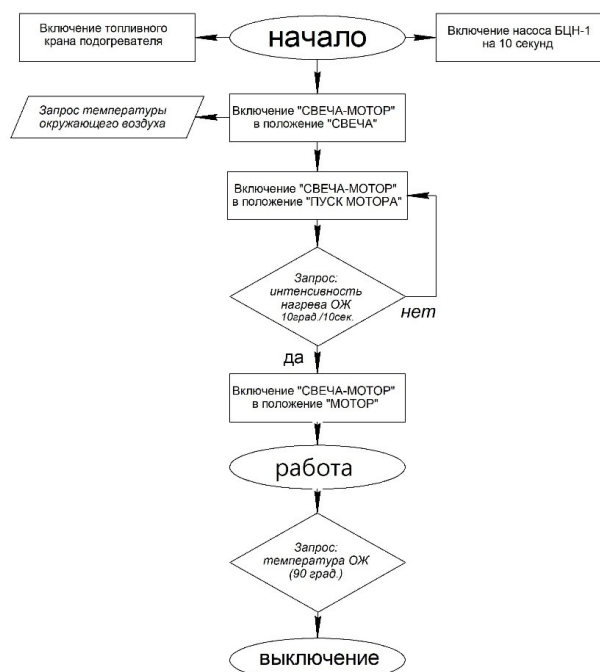 Включение топливного
крана подогревателя
начало
Включение насоса БЦН-1
на 10 секунд
Запрос температуры
окружающего воздуха
Включение "СВЕЧА-МОТОР"
в положение "СВЕЧА"
Включение "СВЕЧА-МОТОР"
в положение "ПУСК МОТОРА"
Запрос:
интенсивность
нагрева ОЖ
10град./10сек.
нет
да
Включение "СВЕЧА-МОТОР"
в положение "МОТОР"
работа
Запрос:
температура ОЖ
(90 град.)
выключение